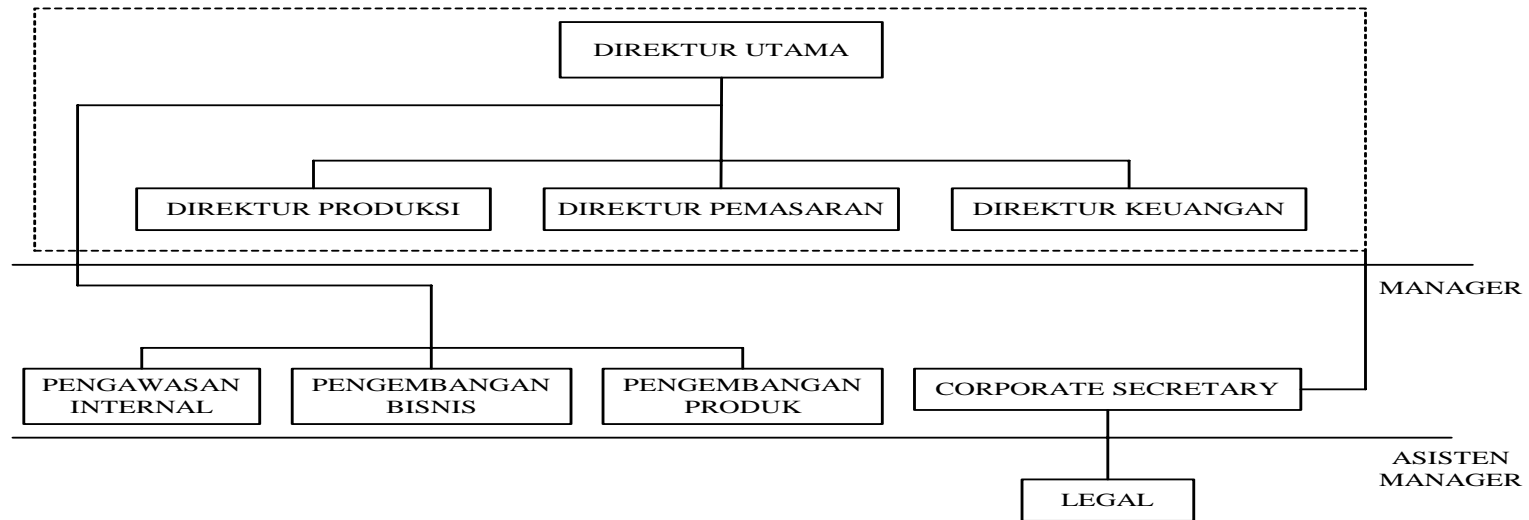 DIREKTUR UTAMA
DIREKTUR PRODUKSI
DIREKTUR PEMASARAN
DIREKTUR KEUANGAN
MANAGER
PENGAWASAN
INTERNAL
PENGEMBANGAN
BISNIS
PENGEMBANGAN
PRODUK
CORPORATE SECRETARY
ASISTEN
MANAGER
LEGAL